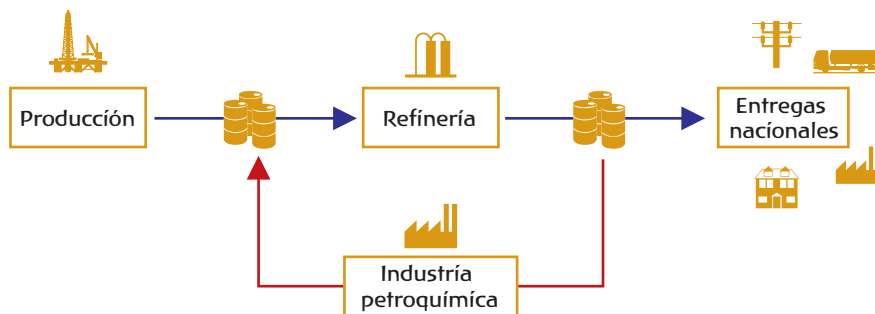 Producción
Refinería
Entregas
nacionales
Industria
petroquímica